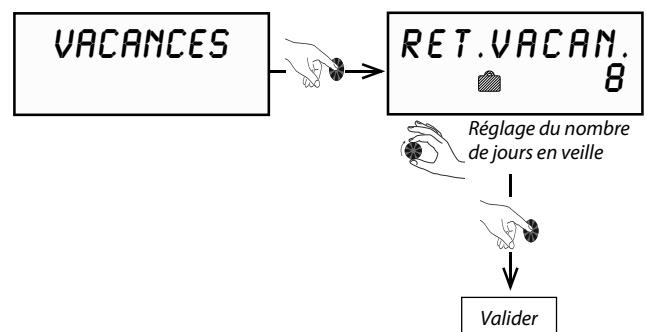 VACANCES
RET.VACAN.
8
Réglage du nombre
de jours en veille
Valider